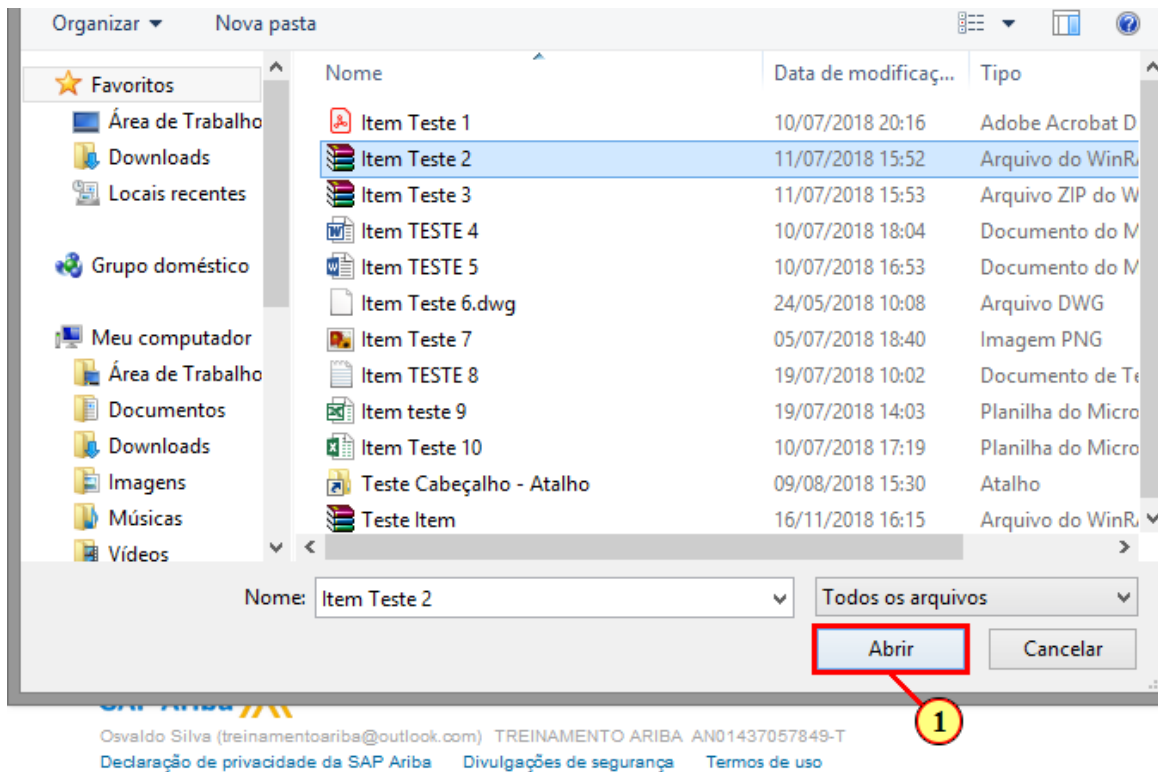 Organizar Nova pasta
Nome Data de modificaç... Tipo
Favoritos
Área de Trabalho
Downloads
Locais recentes
Grupo doméstico
Meu computador
Área de Trabalho
Documentos
Downloads
Imagens
Músicas
Vídeos
Item Teste 1 10/07/2018 20:16 Adobe Acrobat D
Item Teste 2 11/07/2018 15:52 Arquivo do WinR
Item Teste 3 11/07/2018 15:53 Arquivo ZIP do W
Item TESTE 4 10/07/2018 18:04 Documento do M
Item TESTE 5 10/07/2018 16:53 Documento do M
Item Teste 6.dwg 24/05/2018 10:08 Arquivo DWG
Item Teste 7 05/07/2018 18:40 Imagem PNG
Item TESTE 8 19/07/2018 10:02 Documento de Te
Item teste 9 19/07/2018 14:03 Planilha do Micro
Item Teste 10 10/07/2018 17:19 Planilha do Micro
Teste Cabeçalho - Atalho 09/08/2018 15:30 Atalho
Teste Item 16/11/2018 16:15 Arquivo do WinR
Nome: Item Teste 2 Todos os arquivos
Abrir Cancelar
1
SAP Ariba
Osvaldo Silva (treinamentoariba@outlook.com) TREINAMENTO ARIBA AN01437057849-T
Declaração de privacidade da SAP Ariba Divulgações de segurança Termos de uso